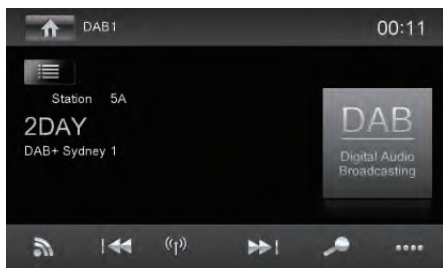 DAB1 00:11
Station 5A
2DAY
DAB+ Sydney 1
DAB
Digital Audio
Broadcasting